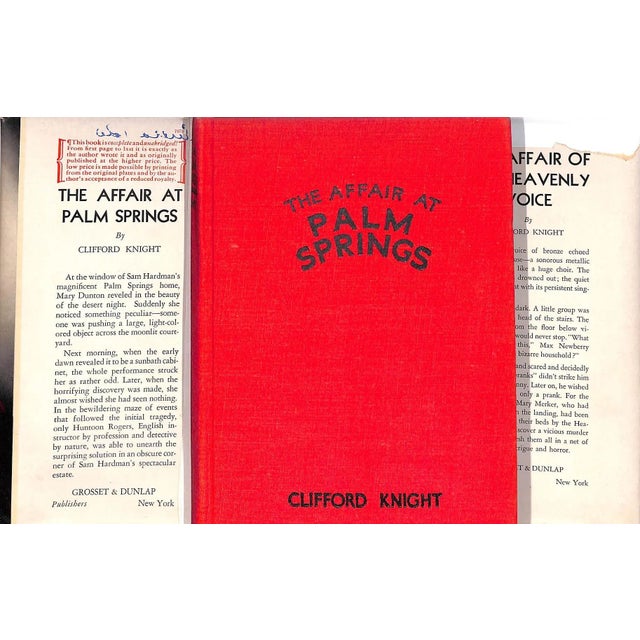 ¶This book is complete and unabridged!
From first page to last it is exactly as
the author wrote it and as originally
published at the higher price. The
low price is made possible by printing
from the original plates and by the au-
thor's acceptance of a reduced royalty.
THE AFFAIR AT
PALM SPRINGS
By
CLIFFORD KNIGHT
At the window of Sam Hardman's
magnificent Palm Springs home,
Mary Dunton reveled in the beauty
of the desert night. Suddenly she
noticed something peculiar—some-
one was pushing a large, light-col-
ored object across the moonlit court-
yard.
Next morning, when the early
dawn revealed it to be a sunbath cabi-
net, the whole performance struck
her as rather odd. Later, when the
horrifying discovery was made, she
almost wished she had seen nothing.
In the bewildering maze of events
that followed the initial tragedy,
only Huntoon Rogers, English in-
structor by profession and detective
by nature, was able to unearth the
surprising solution in an obscure cor-
ner of Sam Hardman's spectacular
estate.
GROSSET & DUNLAP
Publishers New York
THE AFFAIR AT
PALM
SPRINGS
CLIFFORD KNIGHT
AFFAIR OF
HEAVENLY
VOICE
By
FORD KNIGHT
oice of bronze echoed
use—a sonorous metallic
like a huge choir. The
drowned out; the quiet
nt with its persistent sing-
dark. A little group was
head of the stairs. The
rom the floor below vi-
would never stop. "What
this," Max Newberry
bizarre household?"
and scared and decidedly
ranks" didn't strike him
nny. Later on, he wished
only a prank. For the
Mary Merker, who had
n the landing, had been
their beds by the Hea-
scover a vicious murder
sh them all in a net of
rigue and horror.
SET & DUNLAP
New York